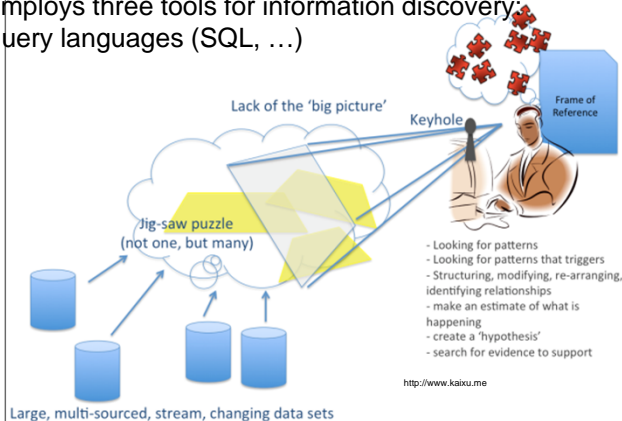 mploys three tools for information discovery:
uery languages (SQL, …)
Lack of the ‘big picture’
Keyhole
Frame of
Reference
Jig-saw puzzle
(not one, but many)
- Looking for patterns
- Looking for patterns that triggers
- Structuring, modifying, re-arranging,
identifying relationships
- make an estimate of what is
happening
- create a ‘hypothesis’
- search for evidence to support
http://www.kaixu.me
Large, multi-sourced, stream, changing data sets